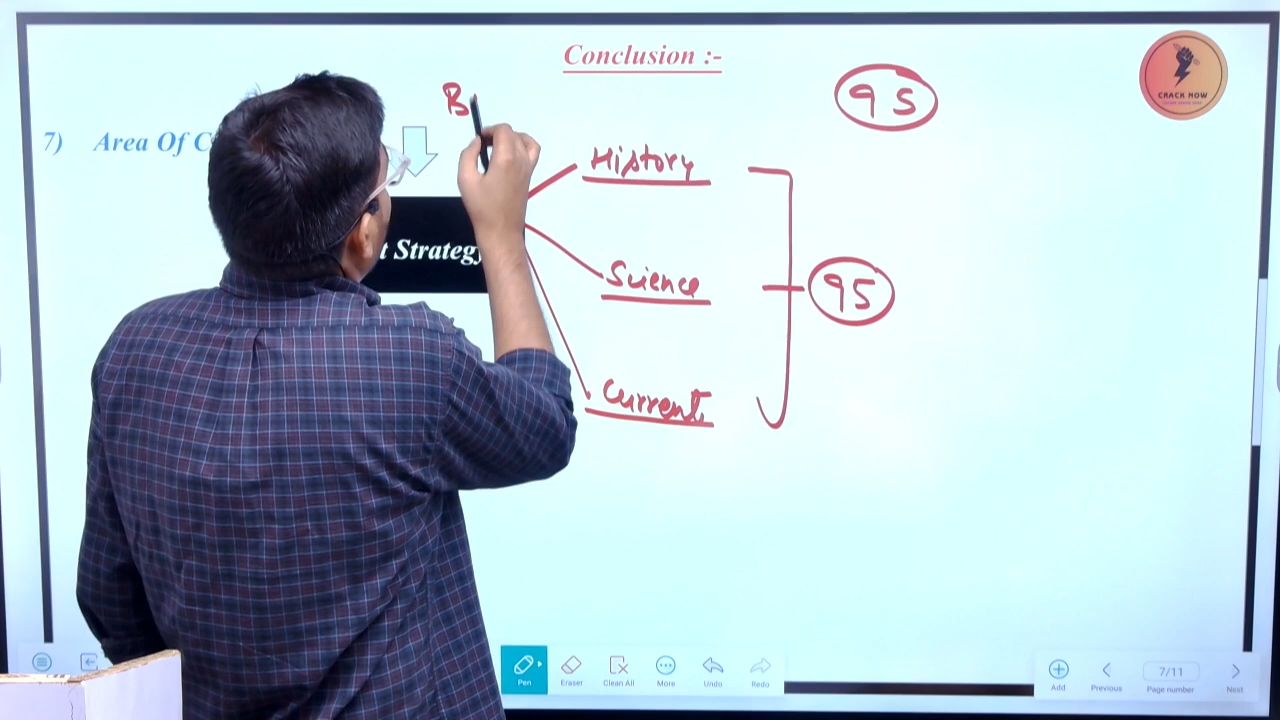 Conclusion :-
95
CRACK NOW
B
7) Area Of C
History
t Strategy
Science
95
Current
Pen
Eraser
Clean All
More
Undo
Redo
Add
Previous
7/11
Page number
Next